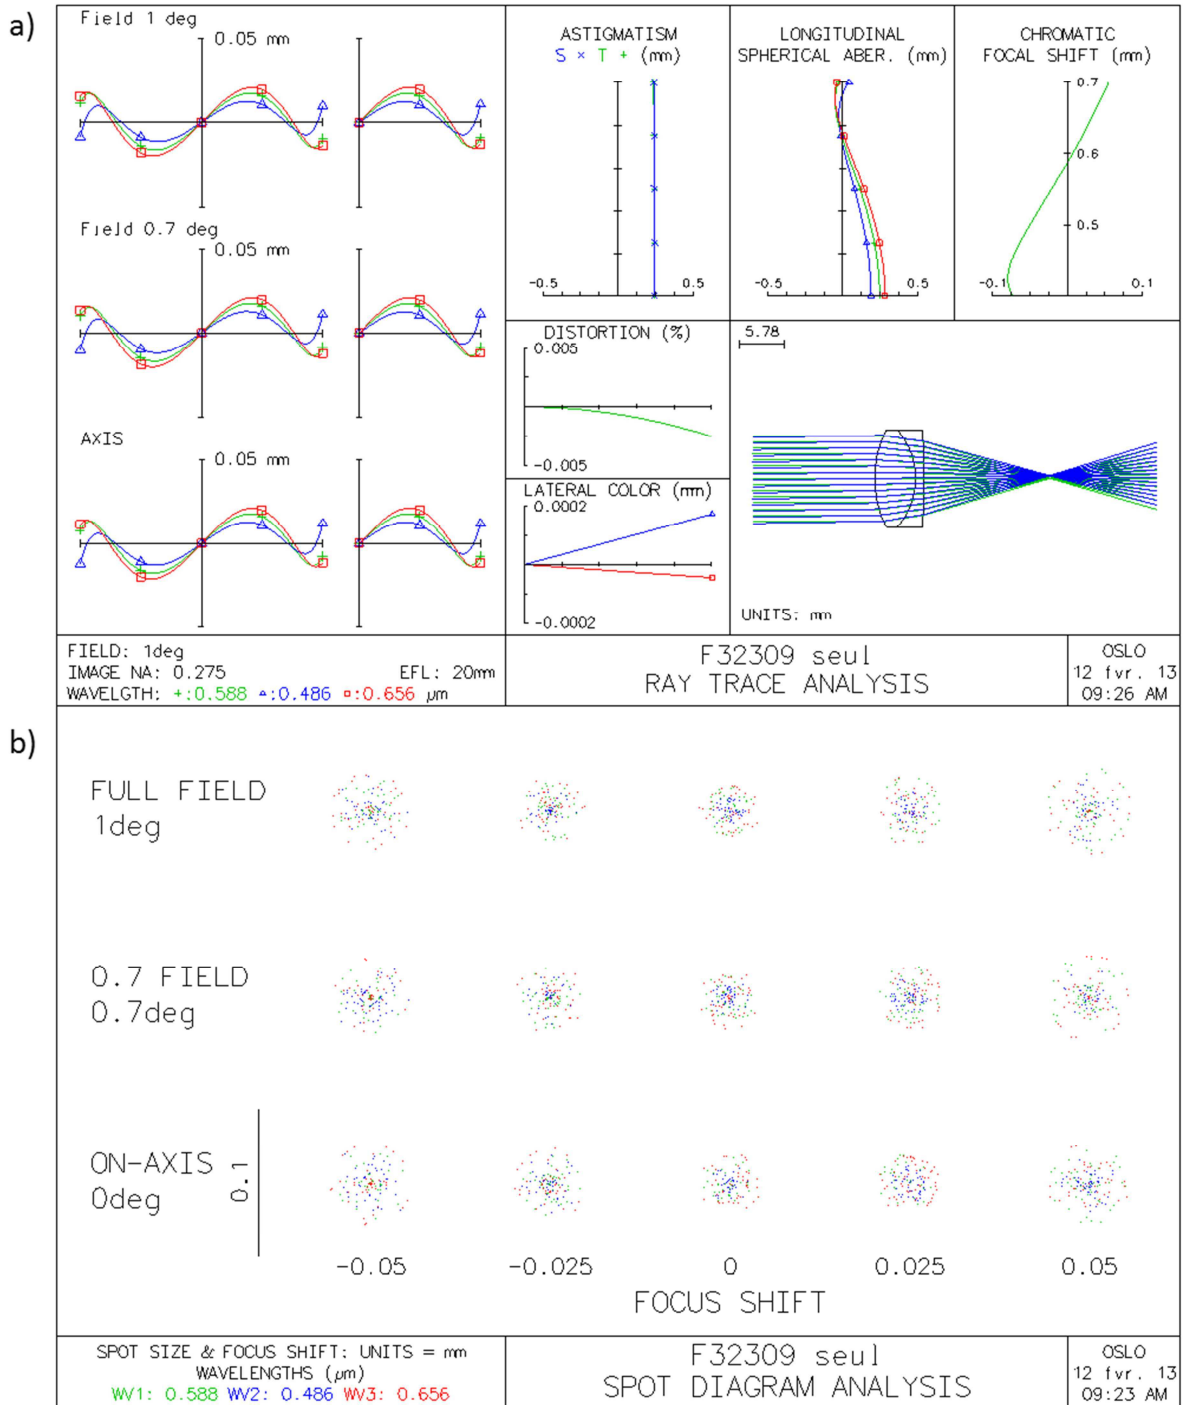 a)
Field 1 deg
0.05 mm
Field 0.7 deg
0.05 mm
AXIS
0.05 mm
ASTIGMATISM
S × T + (mm)
-0.5
0.5
LONGITUDINAL
SPHERICAL ABER. (mm)
-0.5
0.5
CHROMATIC
FOCAL SHIFT (mm)
0.7
0.6
0.5
-0.1
0.1
DISTORTION (%)
0.005
-0.005
LATERAL COLOR (mm)
0.0002
-0.0002
5.78
UNITS: mm
FIELD: 1deg
IMAGE NA: 0.275 EFL: 20mm
WAVELGTH: +:0.588 ▵:0.486 ▫:0.656 µm
F32309 seul
RAY TRACE ANALYSIS
OSLO
12 fvr. 13
09:26 AM
b)
FULL FIELD
1deg
0.7 FIELD
0.7deg
ON-AXIS
0deg
0.1
-0.05 -0.025 0 0.025 0.05
FOCUS SHIFT
SPOT SIZE & FOCUS SHIFT: UNITS = mm
WAVELENGTHS (µm)
WV1: 0.588 WV2: 0.486 WV3: 0.656
F32309 seul
SPOT DIAGRAM ANALYSIS
OSLO
12 fvr. 13
09:23 AM